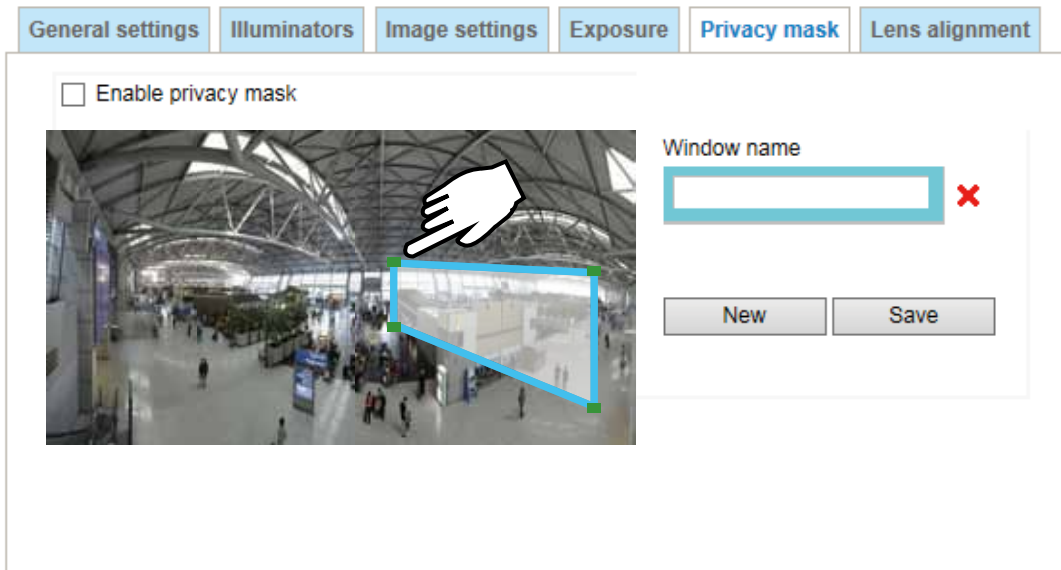 General settings Illuminators Image settings Exposure Privacy mask Lens alignment
Enable privacy mask
Window name
New Save